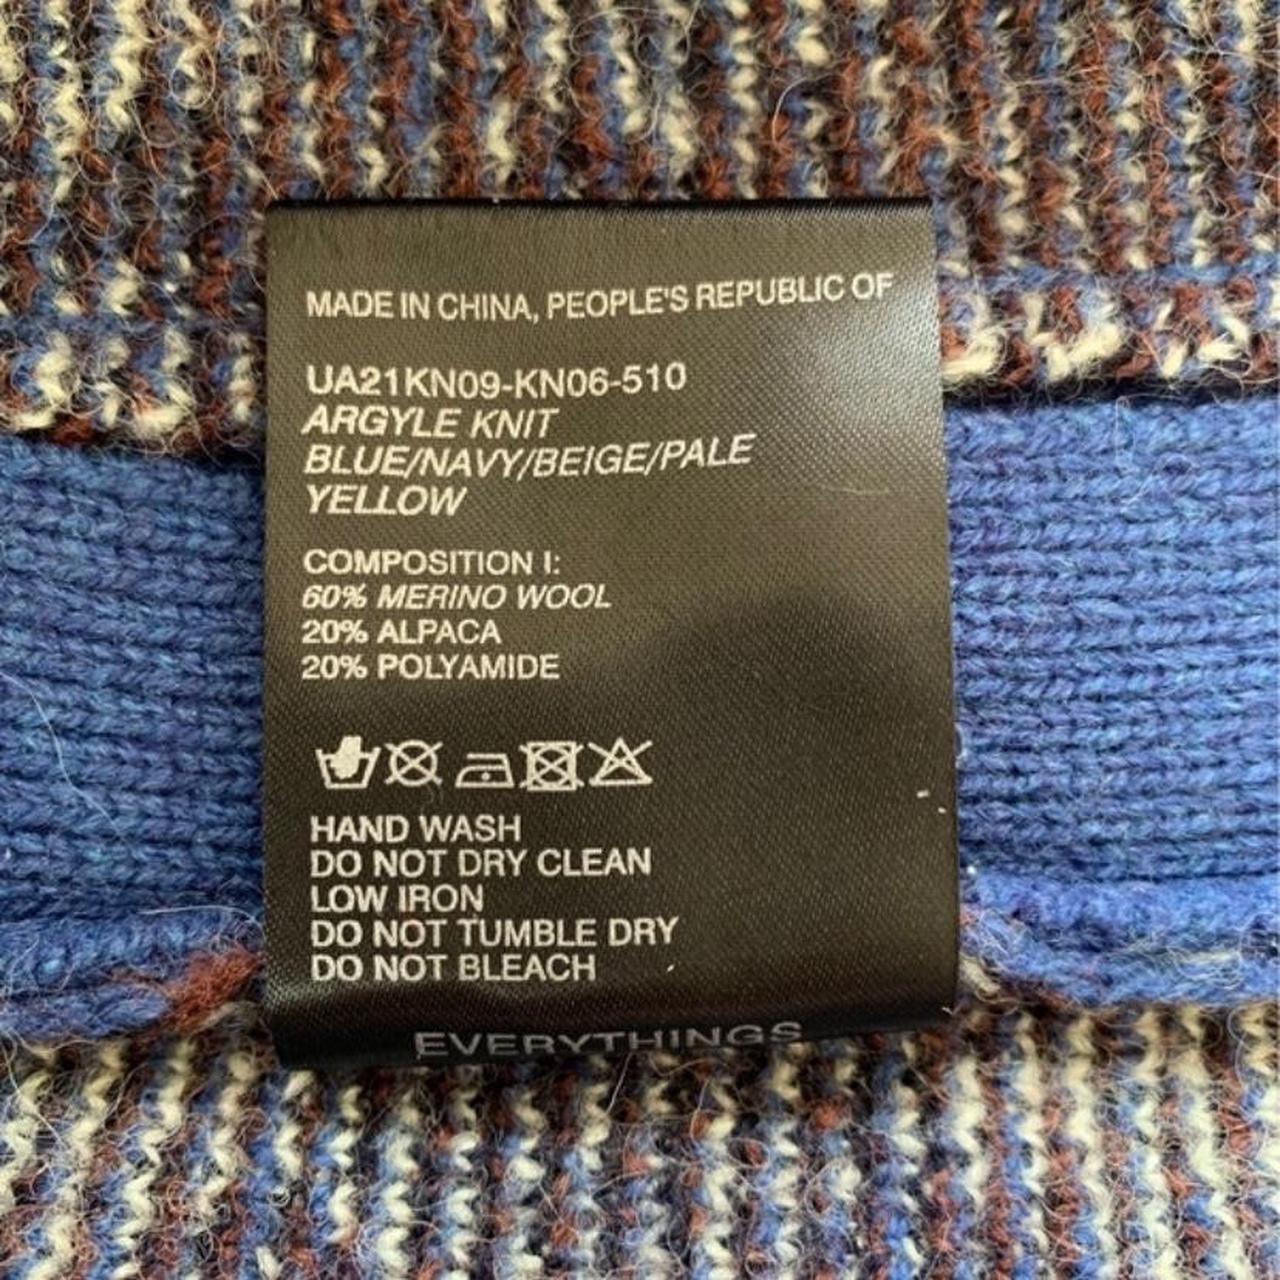 MADE IN CHINA, PEOPLE'S REPUBLIC OF
UA21KN09-KN06-510
ARGYLE KNIT
BLUE/NAVY/BEIGE/PALE
YELLOW
COMPOSITION I:
60% MERINO WOOL
20% ALPACA
20% POLYAMIDE
HAND WASH
DO NOT DRY CLEAN
LOW IRON
DO NOT TUMBLE DRY
DO NOT BLEACH
EVERYTHINGS